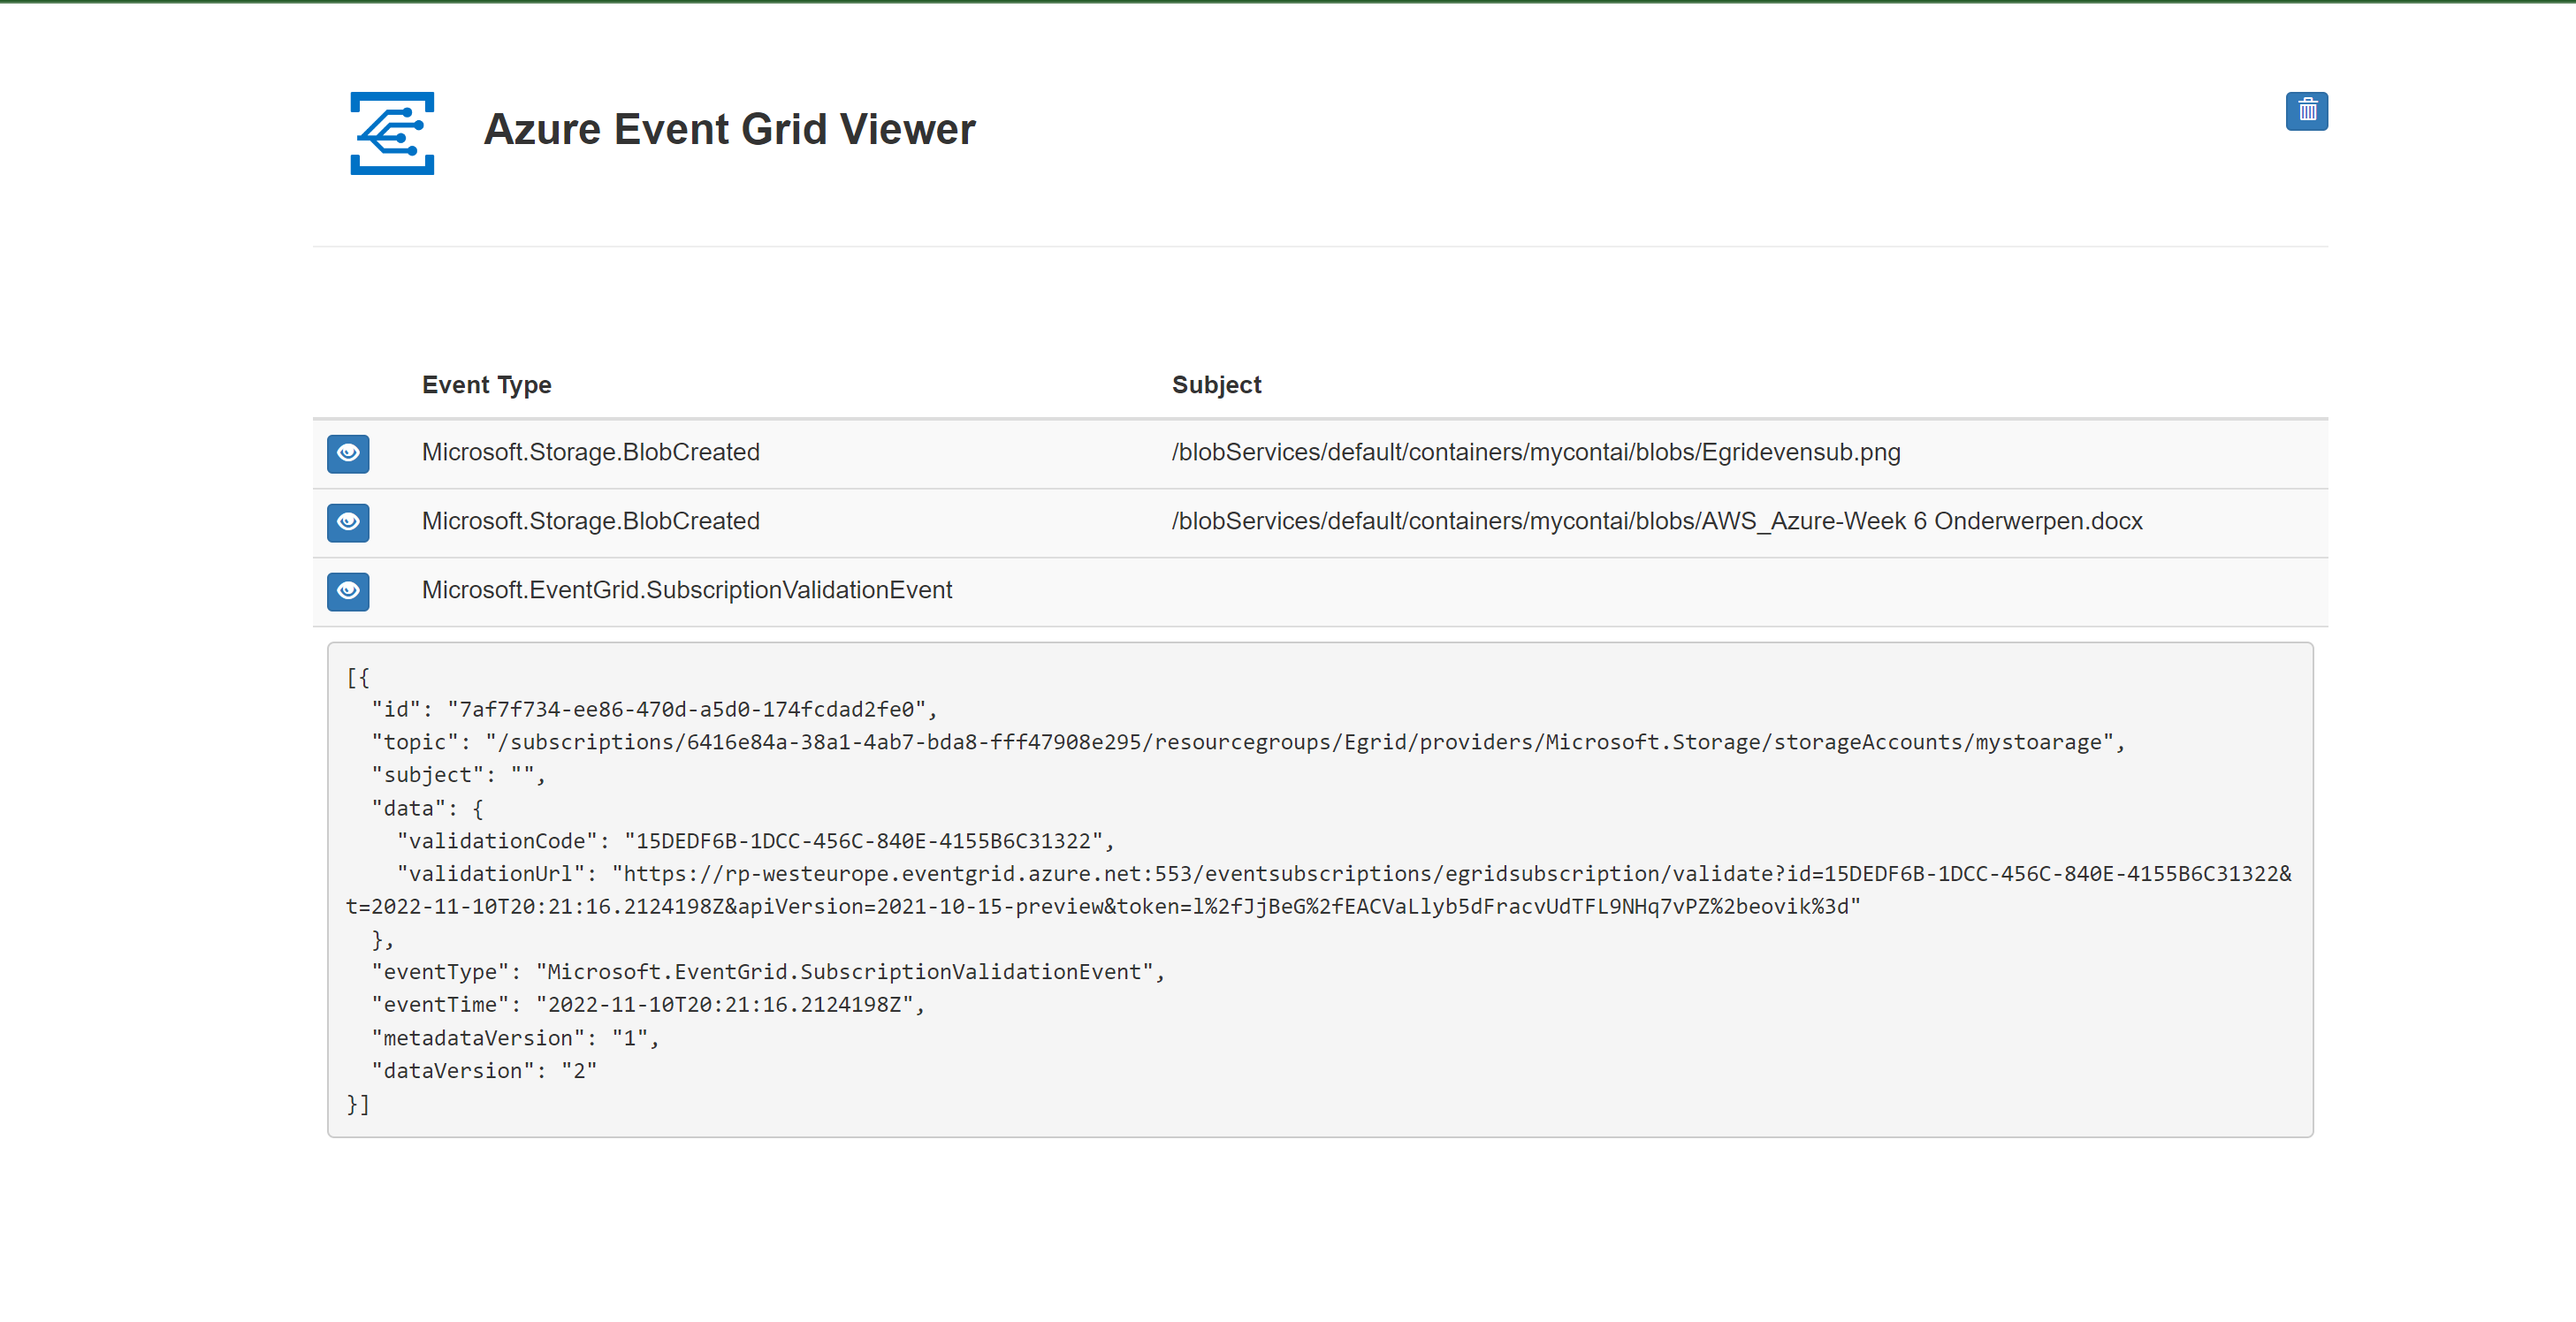 Azure Event Grid Viewer
Event Type Subject
Microsoft.Storage.BlobCreated /blobServices/default/containers/mycontai/blobs/Egridevensub.png
Microsoft.Storage.BlobCreated /blobServices/default/containers/mycontai/blobs/AWS_Azure-Week 6 Onderwerpen.docx
Microsoft.EventGrid.SubscriptionValidationEvent
[{
  "id": "7af7f734-ee86-470d-a5d0-174fcdad2fe0",
  "topic": "/subscriptions/6416e84a-38a1-4ab7-bda8-fff47908e295/resourcegroups/Egrid/providers/Microsoft.Storage/storageAccounts/mystoarage",
  "subject": "",
  "data": {
    "validationCode": "15DEDF6B-1DCC-456C-840E-4155B6C31322",
    "validationUrl": "https://rp-westeurope.eventgrid.azure.net:553/eventsubscriptions/egridsubscription/validate?id=15DEDF6B-1DCC-456C-840E-4155B6C31322&
t=2022-11-10T20:21:16.2124198Z&apiVersion=2021-10-15-preview&token=l%2fJjBeG%2fEACVaLlyb5dFracvUdTFL9NHq7vPZ%2beovik%3d"
  },
  "eventType": "Microsoft.EventGrid.SubscriptionValidationEvent",
  "eventTime": "2022-11-10T20:21:16.2124198Z",
  "metadataVersion": "1",
  "dataVersion": "2"
}]